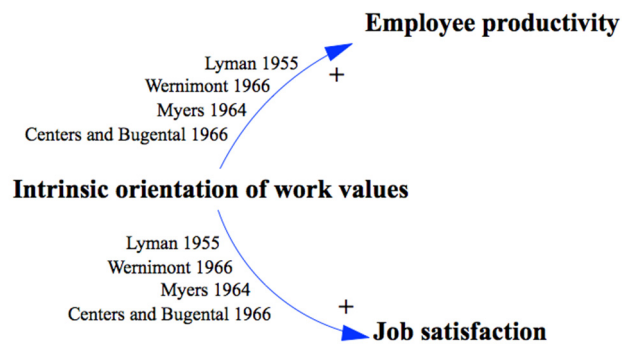 Employee productivity
Lyman 1955
+
Wernimont 1966
Myers 1964
Centers and Bugental 1966
Intrinsic orientation of work values
Lyman 1955
Wernimont 1966
Myers 1964
+
Centers and Bugental 1966
Job satisfaction